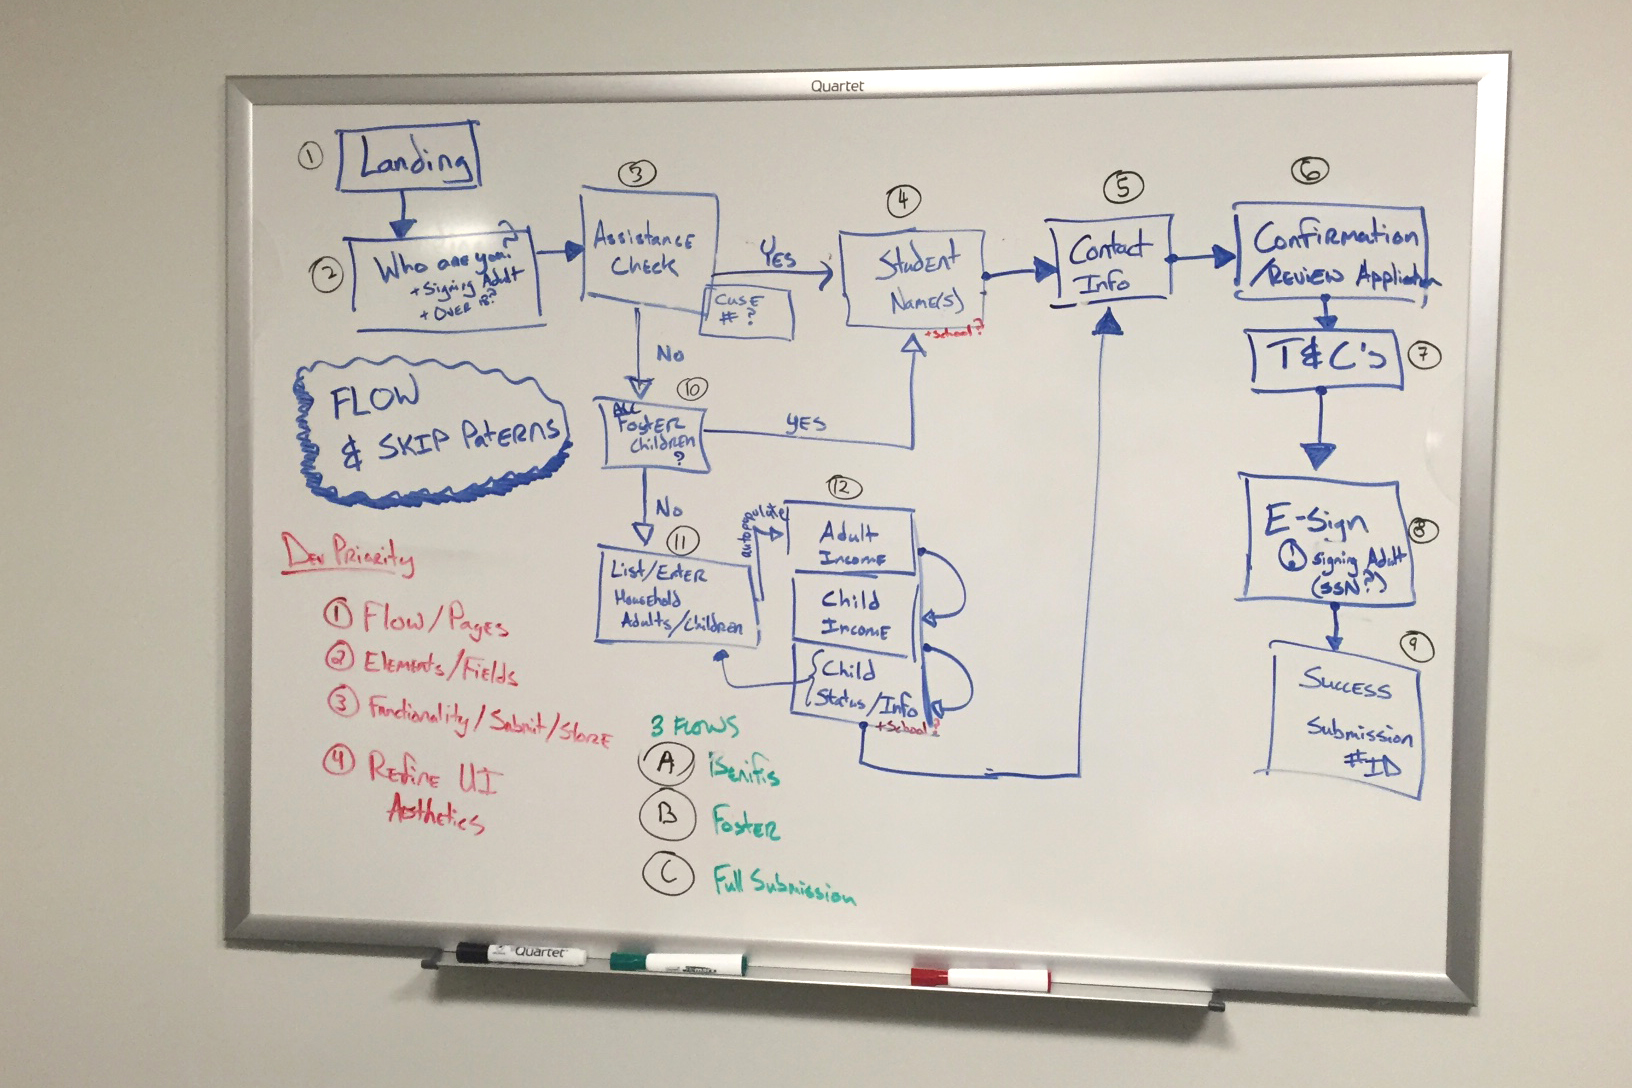 Quartet
1
Landing
2
Who are you?
+ Signing Adult
+ OVER 18?
3
Assistance
Check
Case
# ?
YES
No
4
Student
Name(s)
+School?
5
Contact
Info
6
Confirmation
/Review Application
7
T&C's
8
E-Sign
! Signing Adult
(SSN?)
9
Success
Submission
#ID
10
ALL
Foster
Children
?
YES
No
11
List/Enter
Household
Adults/Children
autopopulate
12
Adult
Income
Child
Income
Child
Status/Info
+School?
FLOW
& SKIP PATERNS
Dev Priority
1 Flow/Pages
2 Elements/Fields
3 Functionality/Submit/Store
4 Refine UI
Aesthetics
3 FLOWS
A Benifis
B Foster
C Full Submission
Quartet